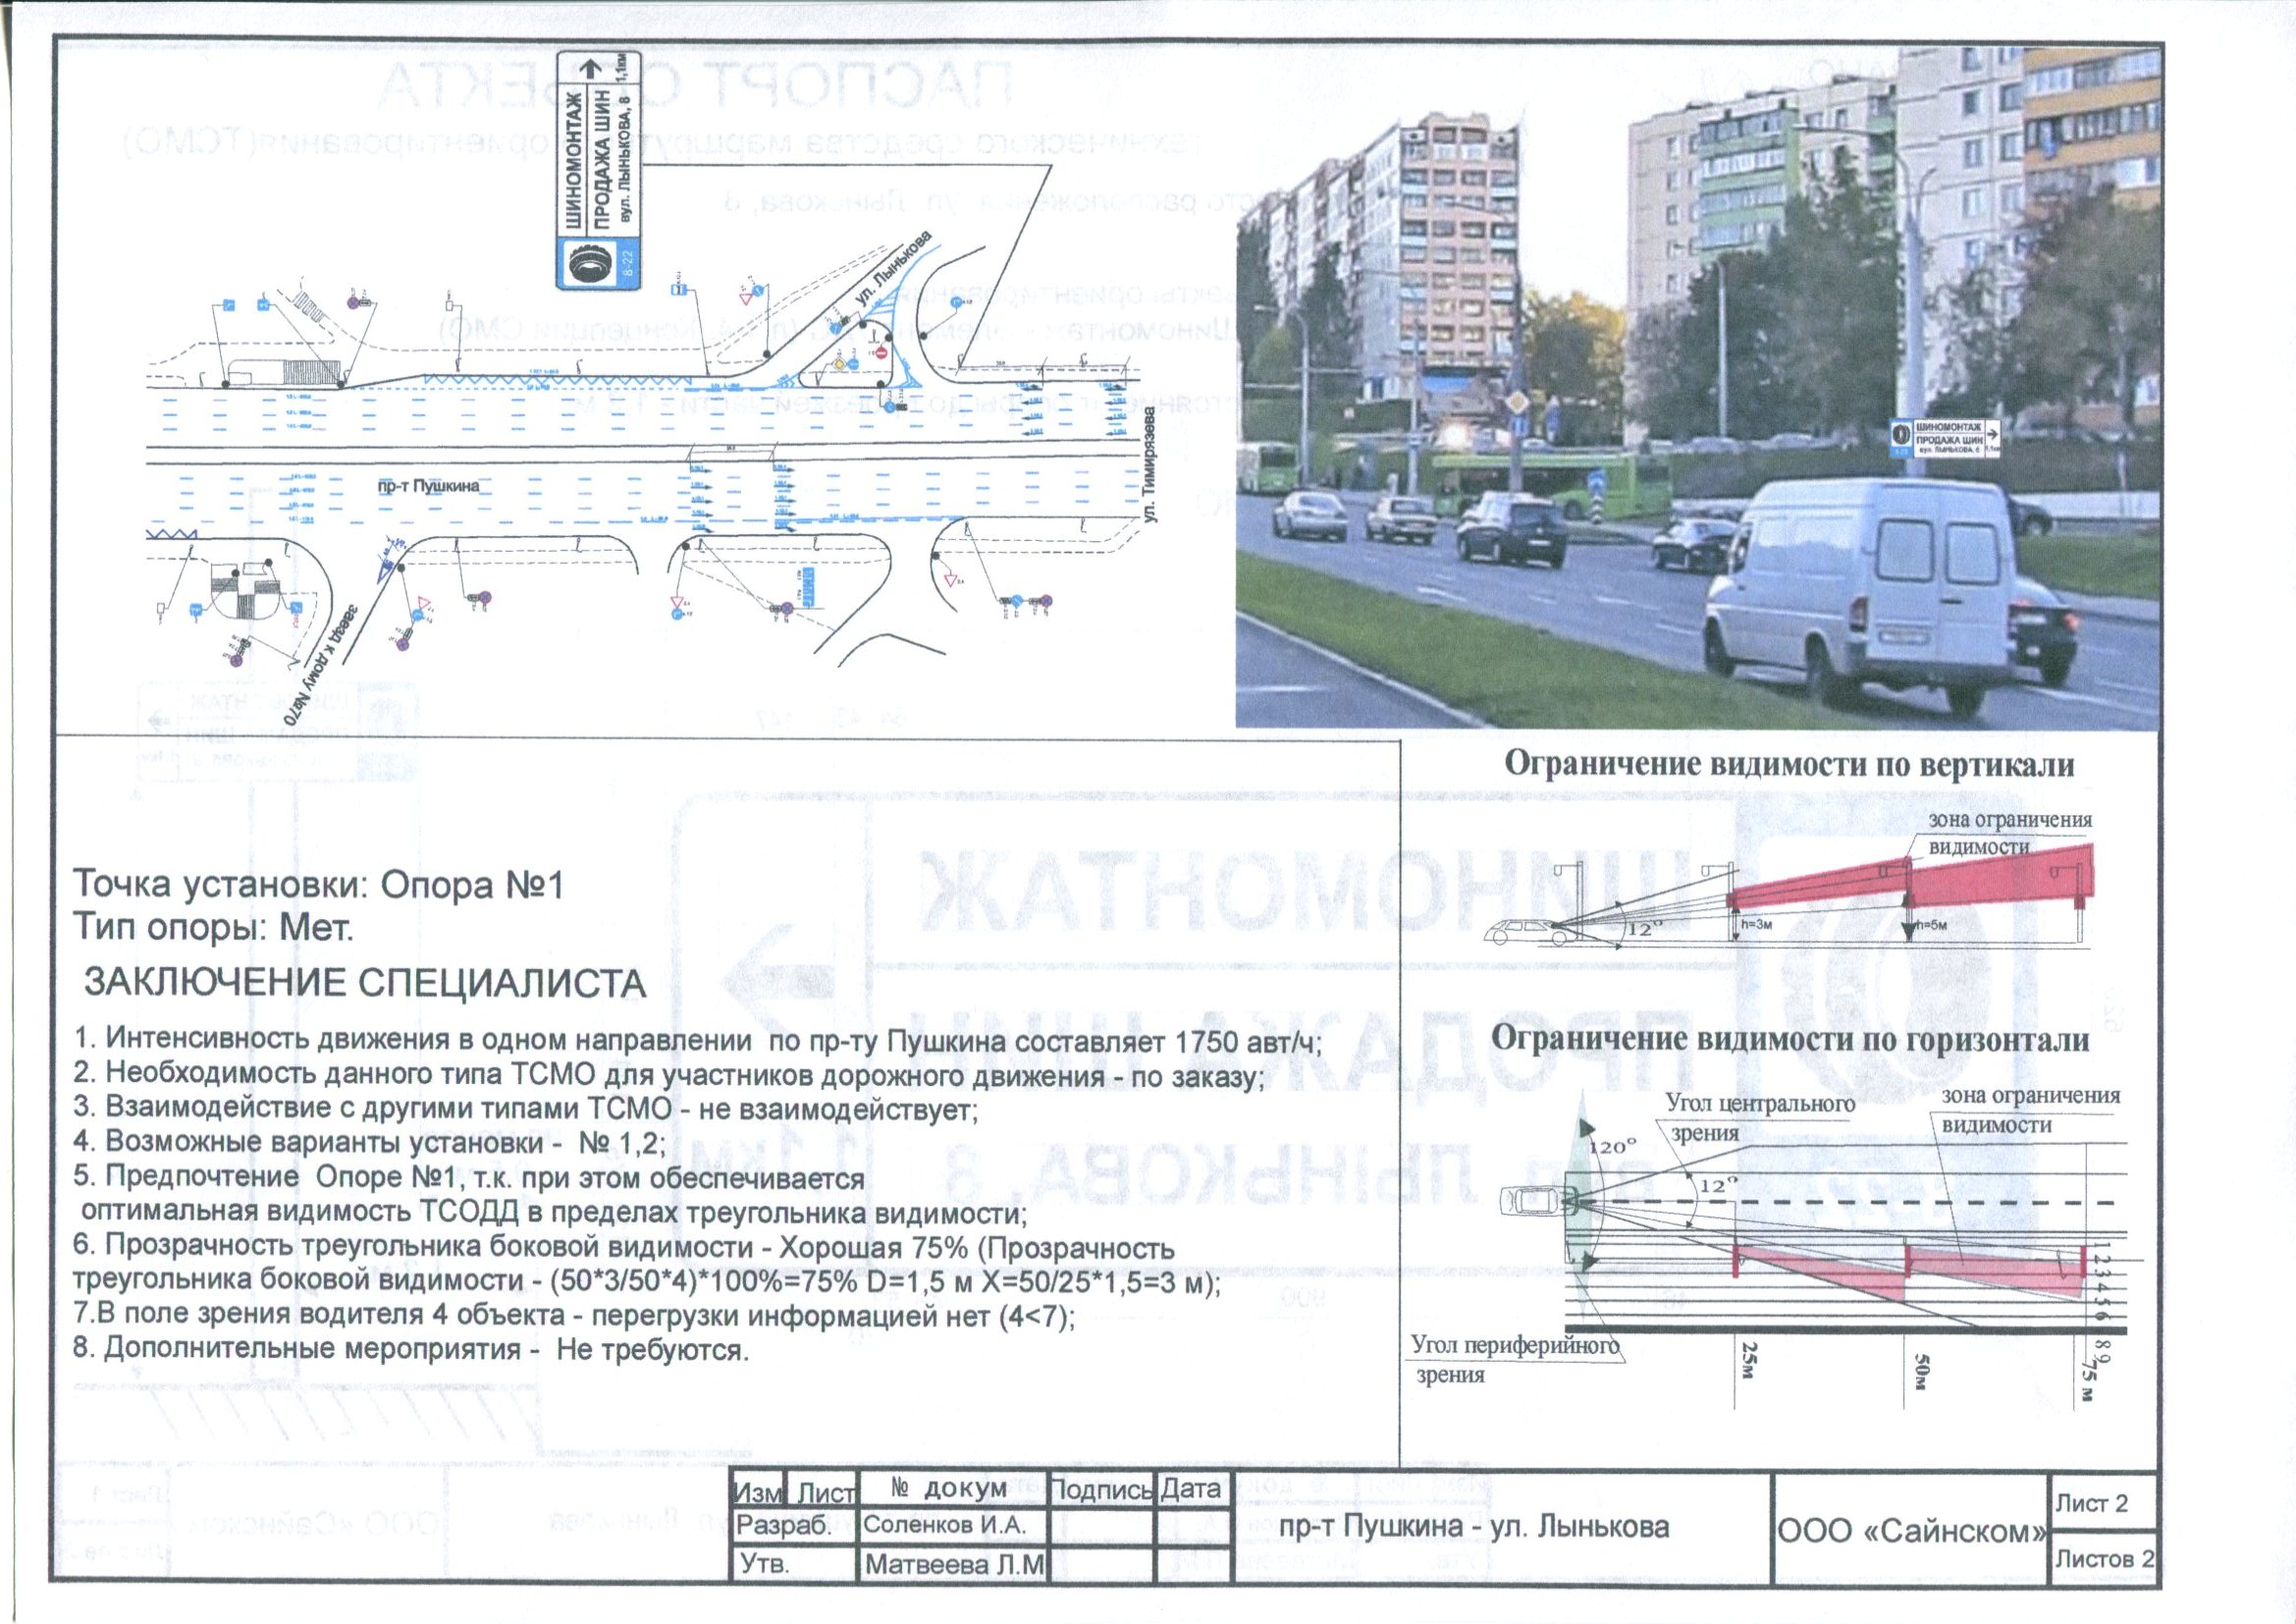 ШИНОМОНТАЖ
ПРОДАЖА ШИН
вул. ЛЫНЬКОВА, 8
1,1км
8-22
ул. Лынькова
пр-т Пушкина
ул. Тимирязева
заезд к дому №70
ШИНОМОНТАЖ
ПРОДАЖА ШИН
вул. ЛЫНЬКОВА, 8
Точка установки: Опора №1
Тип опоры: Мет.
ЗАКЛЮЧЕНИЕ СПЕЦИАЛИСТА
1. Интенсивность движения в одном направлении по пр-ту Пушкина составляет 1750 авт/ч;
2. Необходимость данного типа ТСМО для участников дорожного движения - по заказу;
3. Взаимодействие с другими типами ТСМО - не взаимодействует;
4. Возможные варианты установки - № 1,2;
5. Предпочтение Опоре №1, т.к. при этом обеспечивается
оптимальная видимость ТСОДД в пределах треугольника видимости;
6. Прозрачность треугольника боковой видимости - Хорошая 75% (Прозрачность
треугольника боковой видимости - (50*3/50*4)*100%=75% D=1,5 м X=50/25*1,5=3 м);
7.В поле зрения водителя 4 объекта - перегрузки информацией нет (4<7);
8. Дополнительные мероприятия - Не требуются.
Ограничение видимости по вертикали
зона ограничения
видимости
12°
h=3м
h=5м
Ограничение видимости по горизонтали
Угол центрального
зрения
зона ограничения
видимости
120°
12°
1 2 3 4 5 6 8 9
Угол периферийного
зрения
25м
50м
75 м
Изм Лист № докум Подпись Дата
Разраб. Соленков И.А.
Утв. Матвеева Л.М
пр-т Пушкина - ул. Лынькова
ООО «Сайнском»
Лист 2
Листов 2